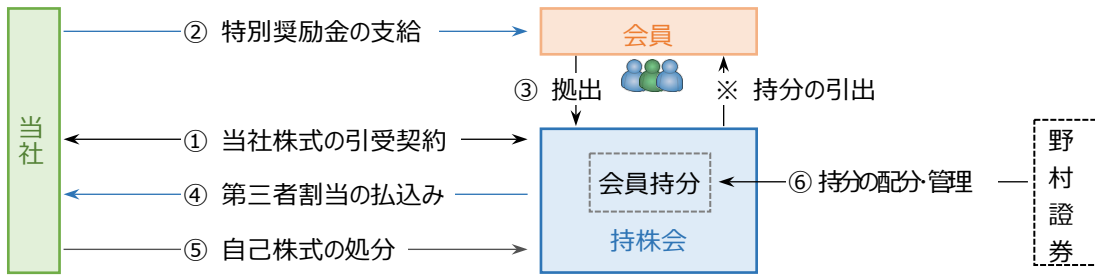 当社
② 特別奨励金の支給
会員
③ 拠出
※ 持分の引出
① 当社株式の引受契約
④ 第三者割当の払込み
⑤ 自己株式の処分
会員持分
持株会
⑥ 持分の配分・管理
野村證券